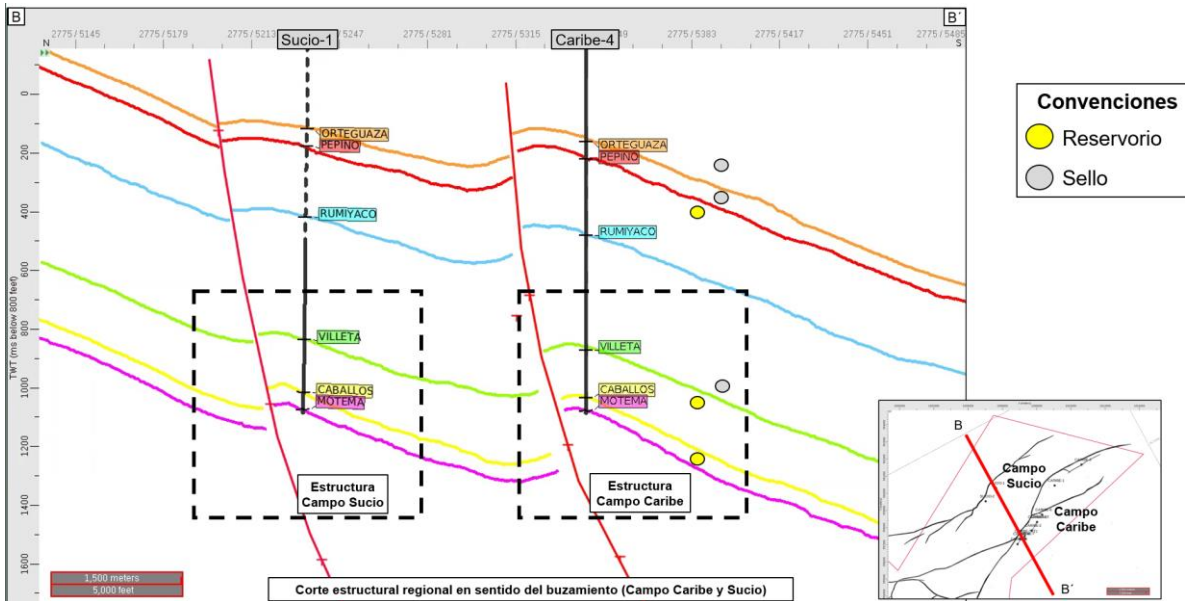 B
B´
N
S
2775 / 5145
2775 / 5179
2775 / 5213
5247
2775 / 5281
2775 / 5315
2775 / 5383
2775 / 5417
2775 / 5451
2775 / 5485
Sucio-1
Caribe-4
Convenciones
Reservorio
Sello
TWT (ms below 800 feet)
0
200
400
600
800
1000
1200
1400
1600
ORTEGUAZA
PEPINO
RUMIYACO
VILLETA
CABALLOS
MOTEMA
ORTEGUAZA
PEPINO
RUMIYACO
VILLETA
CABALLOS
MOTEMA
Estructura
Campo Sucio
Estructura
Campo Caribe
1,500 meters
5,000 feet
Corte estructural regional en sentido del buzamiento (Campo Caribe y Sucio)
B
Campo
Sucio
Campo
Caribe
B´